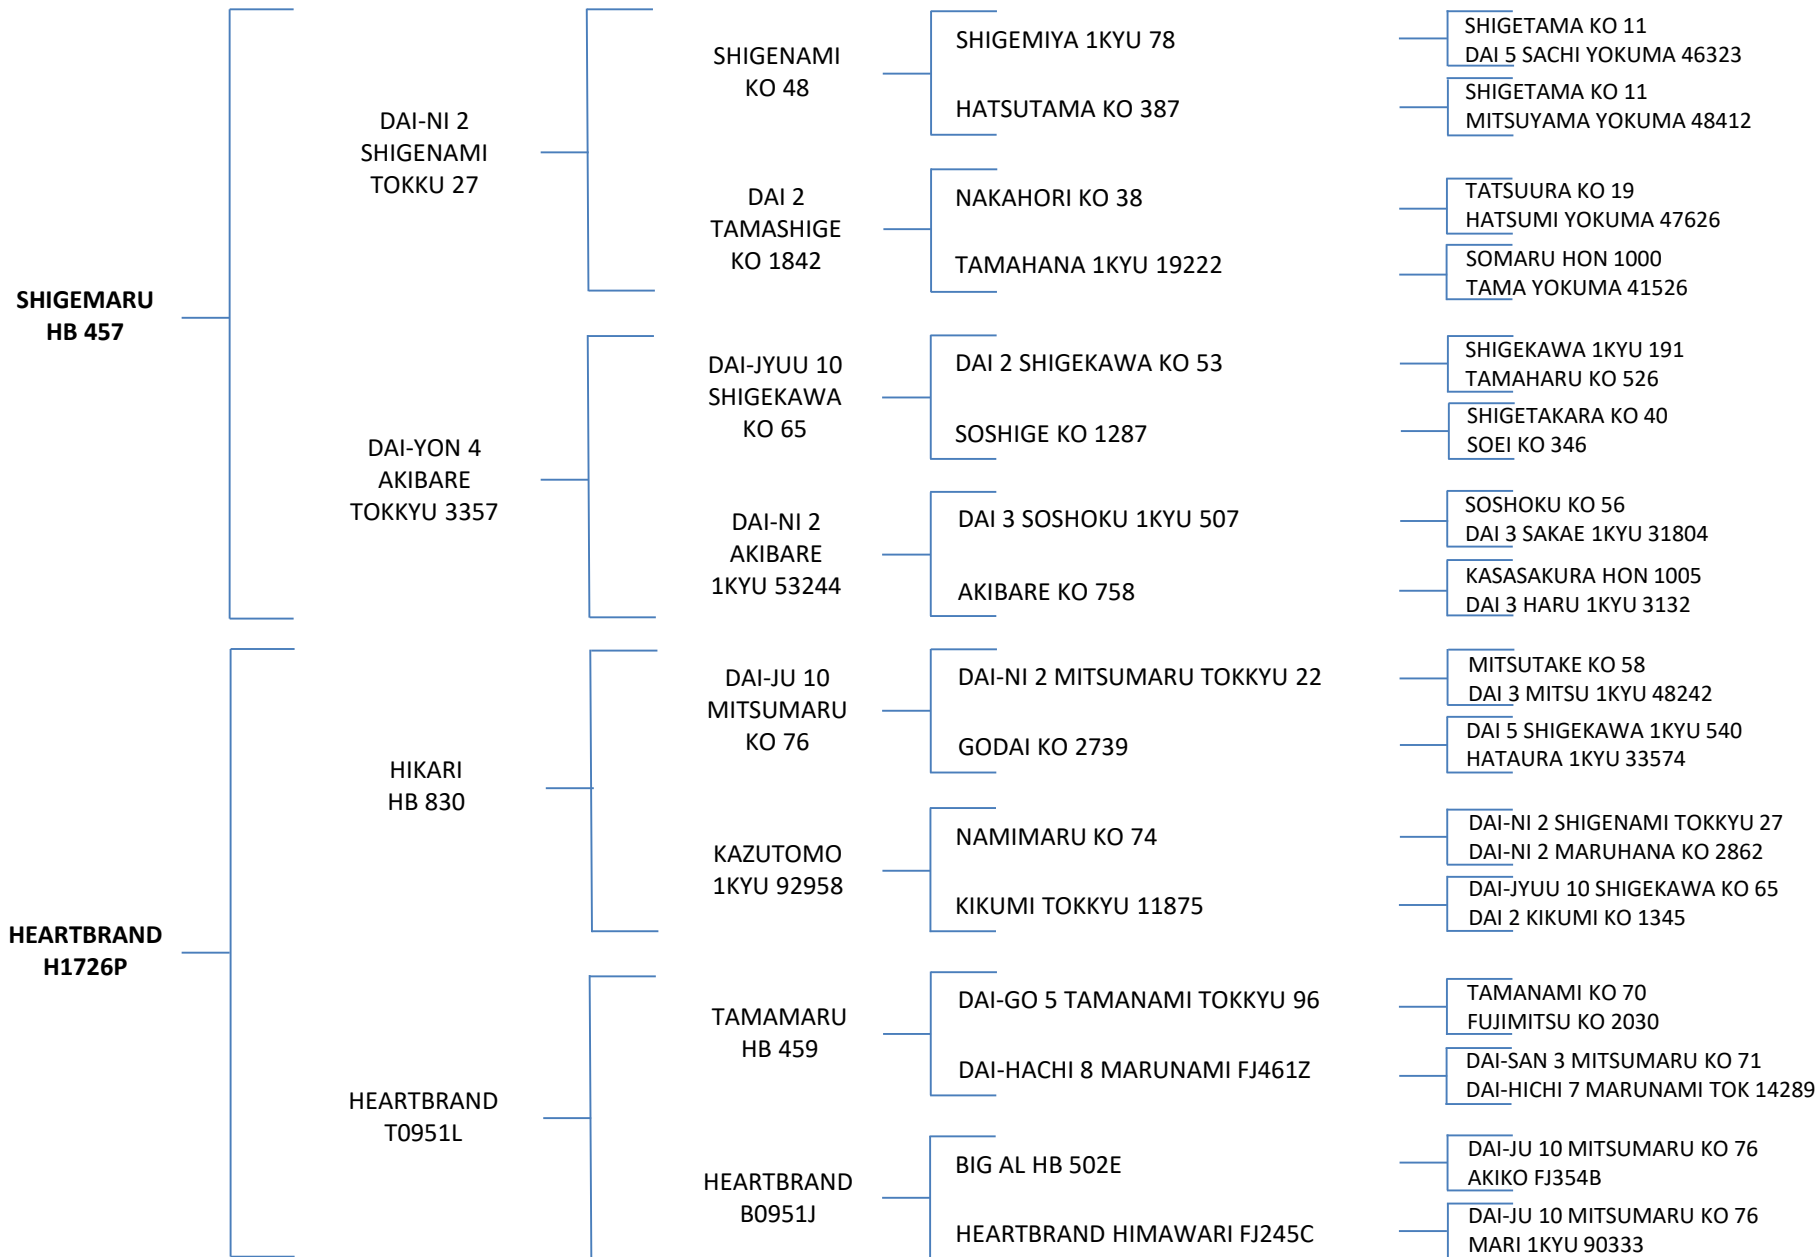 SHIGEMARU
HB 457
HEARTBRAND
H1726P
DAI-NI 2
SHIGENAMI
TOKKU 27
DAI-YON 4
AKIBARE
TOKKYU 3357
HIKARI
HB 830
HEARTBRAND
T0951L
SHIGENAMI
KO 48
DAI 2
TAMASHIGE
KO 1842
DAI-JYUU 10
SHIGEKAWA
KO 65
DAI-NI 2
AKIBARE
1KYU 53244
DAI-JU 10
MITSUMARU
KO 76
KAZUTOMO
1KYU 92958
TAMAMARU
HB 459
HEARTBRAND
B0951J
SHIGEMIYA 1KYU 78
HATSUTAMA KO 387
NAKAHORI KO 38
TAMAHANA 1KYU 19222
DAI 2 SHIGEKAWA KO 53
SOSHIGE KO 1287
DAI 3 SOSHOKU 1KYU 507
AKIBARE KO 758
DAI-NI 2 MITSUMARU TOKKYU 22
GODAI KO 2739
NAMIMARU KO 74
KIKUMI TOKKYU 11875
DAI-GO 5 TAMANAMI TOKKYU 96
DAI-HACHI 8 MARUNAMI FJ461Z
BIG AL HB 502E
HEARTBRAND HIMAWARI FJ245C
SHIGETAMA KO 11
DAI 5 SACHI YOKUMA 46323
SHIGETAMA KO 11
MITSUYAMA YOKUMA 48412
TATSUURA KO 19
HATSUMI YOKUMA 47626
SOMARU HON 1000
TAMA YOKUMA 41526
SHIGEKAWA 1KYU 191
TAMAHARU KO 526
SHIGETAKARA KO 40
SOEI KO 346
SOSHOKU KO 56
DAI 3 SAKAE 1KYU 31804
KASASAKURA HON 1005
DAI 3 HARU 1KYU 3132
MITSUTAKE KO 58
DAI 3 MITSU 1KYU 48242
DAI 5 SHIGEKAWA 1KYU 540
HATAURA 1KYU 33574
DAI-NI 2 SHIGENAMI TOKKYU 27
DAI-NI 2 MARUHANA KO 2862
DAI-JYUU 10 SHIGEKAWA KO 65
DAI 2 KIKUMI KO 1345
TAMANAMI KO 70
FUJIMITSU KO 2030
DAI-SAN 3 MITSUMARU KO 71
DAI-HICHI 7 MARUNAMI TOK 14289
DAI-JU 10 MITSUMARU KO 76
AKIKO FJ354B
DAI-JU 10 MITSUMARU KO 76
MARI 1KYU 90333